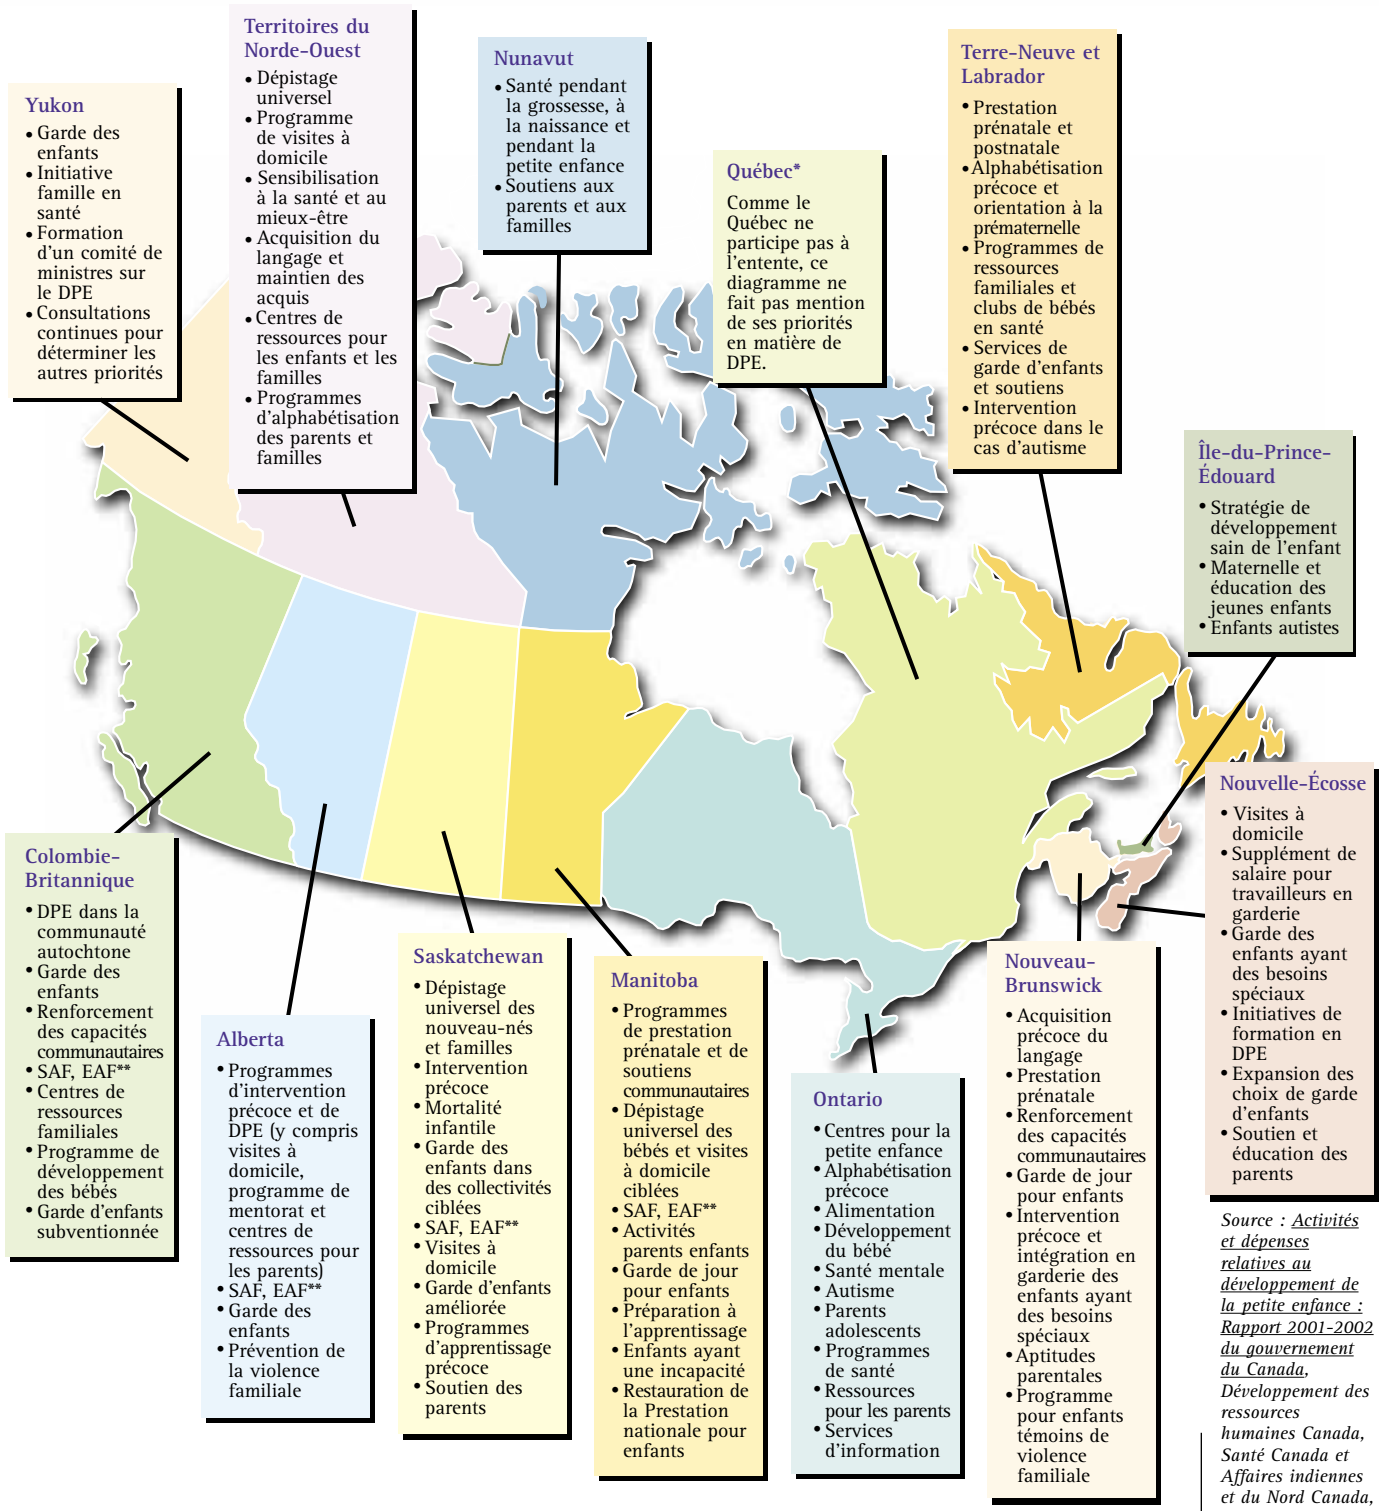 Territoires du
Norde-Ouest
• Dépistage
universel
• Programme
de visites à
domicile
• Sensibilisation
à la santé et au
mieux-être
• Acquisition du
langage et
maintien des
acquis
• Centres de
ressources pour
les enfants et les
familles
• Programmes
d'alphabétisation
des parents et
familles
Nunavut
• Santé pendant
la grossesse, à
la naissance et
pendant la
petite enfance
• Soutiens aux
parents et aux
familles
Terre-Neuve et
Labrador
• Prestation
prénatale et
postnatale
• Alphabétisation
précoce et
orientation à la
prématernelle
• Programmes de
ressources
familiales et
clubs de bébés
en santé
• Services de
garde d'enfants
et soutiens
• Intervention
précoce dans le
cas d'autisme
Yukon
• Garde des
enfants
• Initiative
famille en
santé
• Formation
d'un comité de
ministres sur
le DPE
• Consultations
continues pour
déterminer les
autres priorités
Québec*
Comme le
Québec ne
participe pas à
l'entente, ce
diagramme ne
fait pas mention
de ses priorités
en matière de
DPE.
Île-du-Prince-
Édouard
• Stratégie de
développement
sain de l'enfant
• Maternelle et
éducation des
jeunes enfants
• Enfants autistes
Nouvelle-Écosse
• Visites à
domicile
• Supplément de
salaire pour
travailleurs en
garderie
• Garde des
enfants ayant
des besoins
spéciaux
• Initiatives de
formation en
DPE
• Expansion des
choix de garde
d'enfants
• Soutien et
éducation des
parents
Colombie-
Britannique
• DPE dans la
communauté
autochtone
• Garde des
enfants
• Renforcement
des capacités
communautaires
• SAF, EAF**
• Centres de
ressources
familiales
• Programme de
développement
des bébés
• Garde d'enfants
subventionnée
Alberta
• Programmes
d'intervention
précoce et de
DPE (y compris
visites à
domicile,
programme de
mentorat et
centres de
ressources pour
les parents)
• SAF, EAF**
• Garde des
enfants
• Prévention de
la violence
familiale
Saskatchewan
• Dépistage
universel des
nouveau-nés
et familles
• Intervention
précoce
• Mortalité
infantile
• Garde des
enfants dans
des collectivités
ciblées
• SAF, EAF**
• Visites à
domicile
• Garde d'enfants
améliorée
• Programmes
d'apprentissage
précoce
• Soutien des
parents
Manitoba
• Programmes
de prestation
prénatale et de
soutiens
communautaires
• Dépistage
universel des
bébés et visites
à domicile
ciblées
• SAF, EAF**
• Activités
parents enfants
• Garde de jour
pour enfants
• Préparation à
l'apprentissage
• Enfants ayant
une incapacité
• Restauration de
la Prestation
nationale pour
enfants
Ontario
• Centres pour la
petite enfance
• Alphabétisation
précoce
• Alimentation
• Développement
du bébé
• Santé mentale
• Autisme
• Parents
adolescents
• Programmes
de santé
• Ressources
pour les parents
• Services
d'information
Nouveau-
Brunswick
• Acquisition
précoce du
langage
• Prestation
prénatale
• Renforcement
des capacités
communautaires
• Garde de jour
pour enfants
• Intervention
précoce et
intégration en
garderie des
enfants ayant
des besoins
spéciaux
• Aptitudes
parentales
• Programme
pour enfants
témoins de
violence
familiale
Source : Activités
et dépenses
relatives au
développement de
la petite enfance :
Rapport 2001-2002
du gouvernement
du Canada,
Développement des
ressources
humaines Canada,
Santé Canada et
Affaires indiennes
et du Nord Canada,